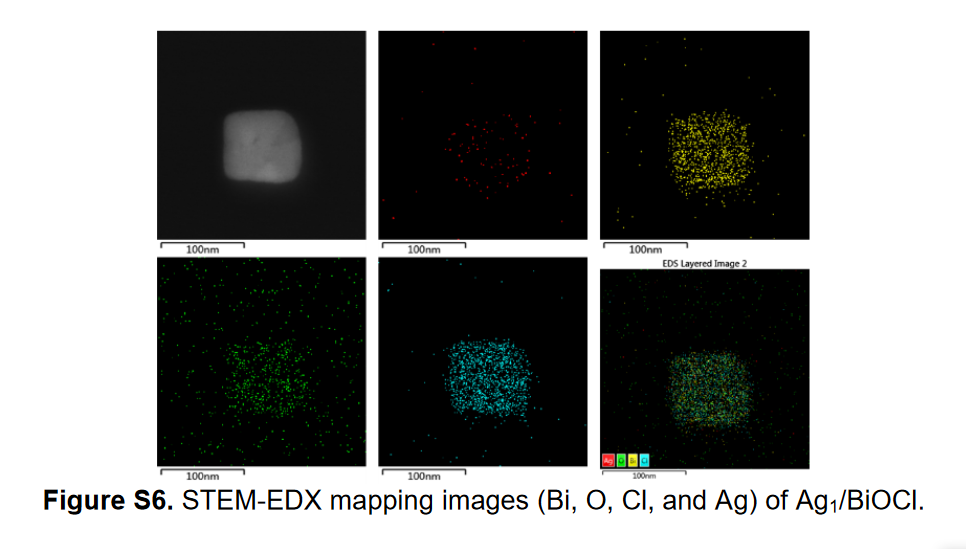 100nm
100nm
100nm
EDS Layered Image 2
100nm
100nm
Ag O Bi Cl
100nm
Figure S6. STEM-EDX mapping images (Bi, O, Cl, and Ag) of Ag₁/BiOCl.